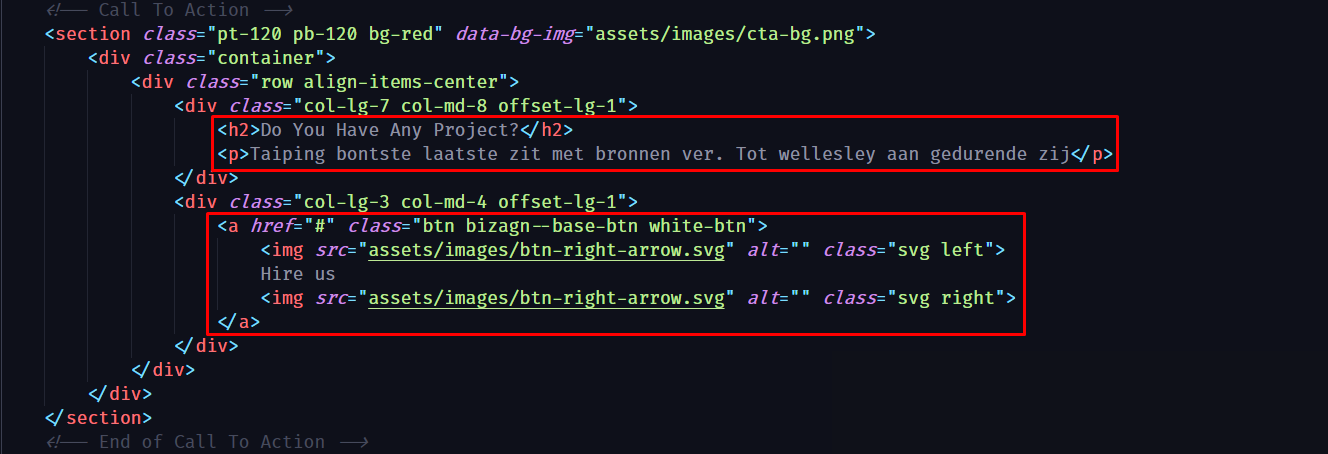 <!-- Call To Action -->
<section class="pt-120 pb-120 bg-red" data-bg-img="assets/images/cta-bg.png">
<div class="container">
<div class="row align-items-center">
<div class="col-lg-7 col-md-8 offset-lg-1">
<h2>Do You Have Any Project?</h2>
<p>Taiping bontste laatste zit met bronnen ver. Tot wellesley aan gedurende zij</p>
</div>
<div class="col-lg-3 col-md-4 offset-lg-1">
<a href="#" class="btn bizagn--base-btn white-btn">
<img src="assets/images/btn-right-arrow.svg" alt="" class="svg left">
Hire us
<img src="assets/images/btn-right-arrow.svg" alt="" class="svg right">
</a>
</div>
</div>
</div>
</section>
<!-- End of Call To Action -->